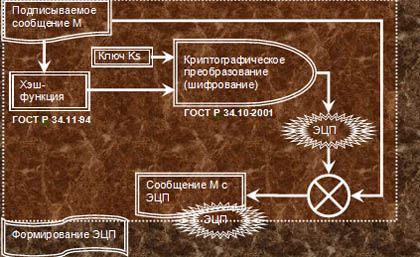 Подписываемое
сообщение М
Ключ Ks
Криптографическое
преобразование
(шифрование)
Хэш-
функция
ГОСТ Р 34.11-94
ГОСТ Р 34.10-2001
ЭЦП
Сообщение М с
ЭЦП
ЭЦП
Формирование ЭЦП